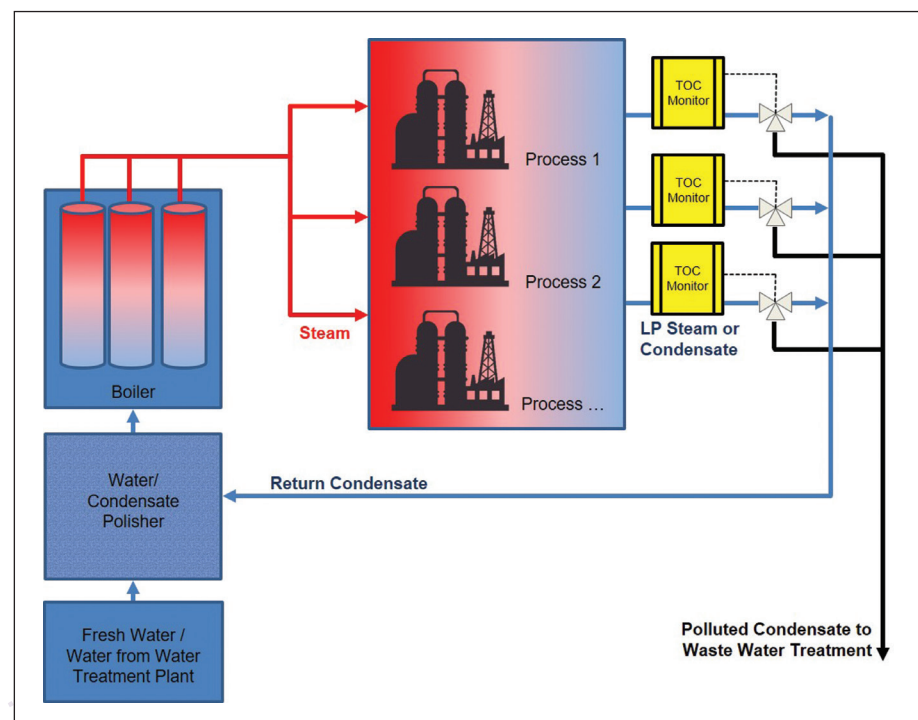 TOC
Monitor
Process 1
TOC
Monitor
Process 2
TOC
Monitor
Steam
LP Steam or
Condensate
Process ...
Boiler
Water/
Condensate
Polisher
Return Condensate
Fresh Water /
Water from Water
Treatment Plant
Polluted Condensate to
Waste Water Treatment